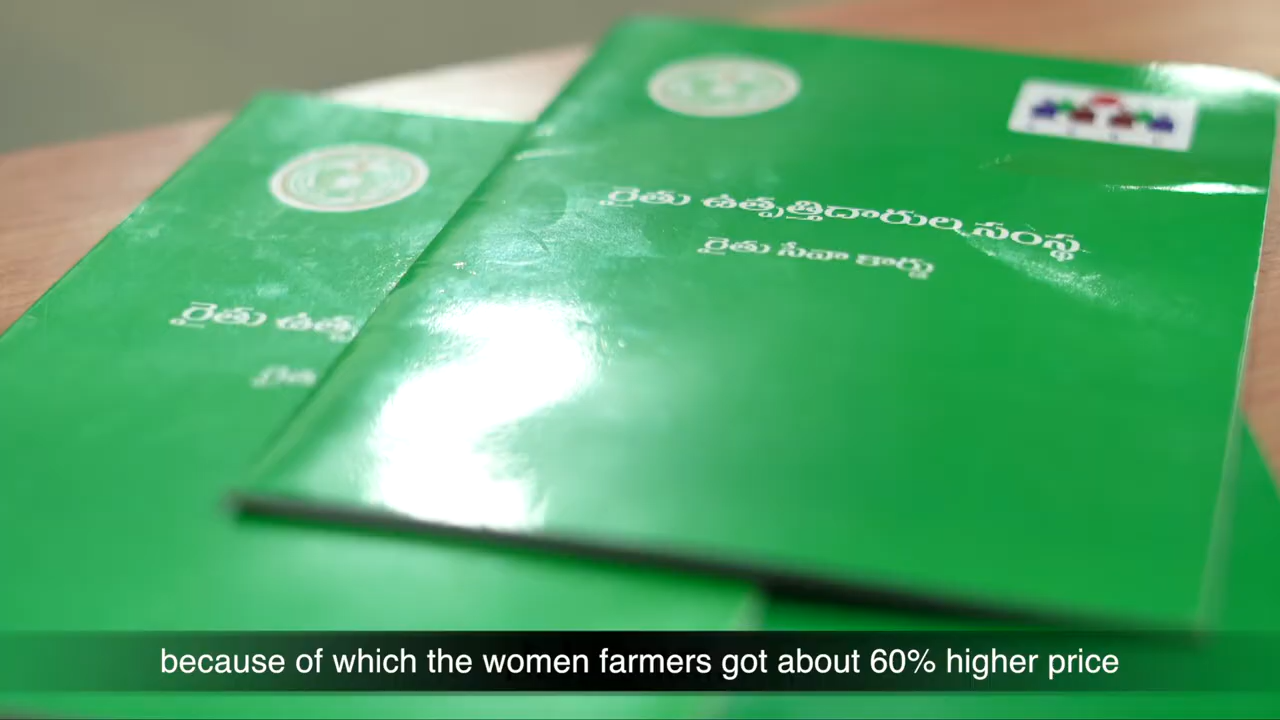 రైతు ఉత్పత్తిదారుల సంస్థ
రైతు సేవా కార్డు
రైతు
because of which the women farmers got about 60% higher price